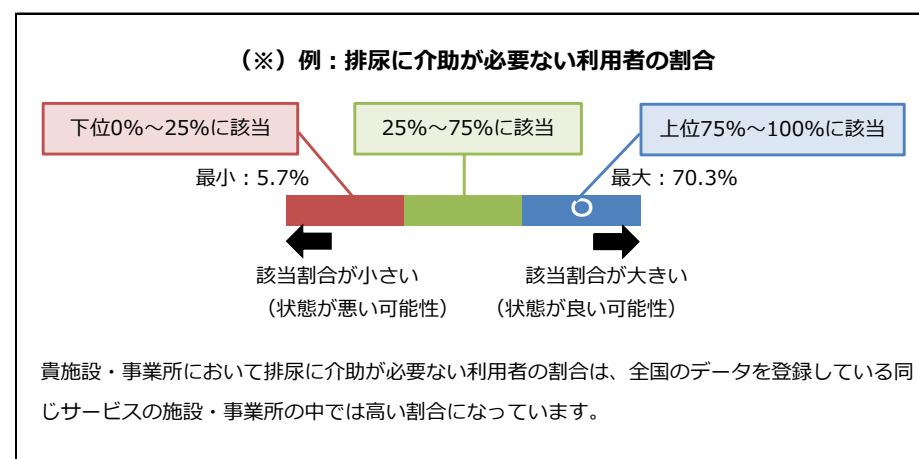 （※）例：排尿に介助が必要ない利用者の割合
下位0%～25%に該当
25%～75%に該当
上位75%～100%に該当
最小：5.7%
最大：70.3%
該当割合が小さい
（状態が悪い可能性）
該当割合が大きい
（状態が良い可能性）
貴施設・事業所において排尿に介助が必要ない利用者の割合は、全国のデータを登録している同
じサービスの施設・事業所の中では高い割合になっています。